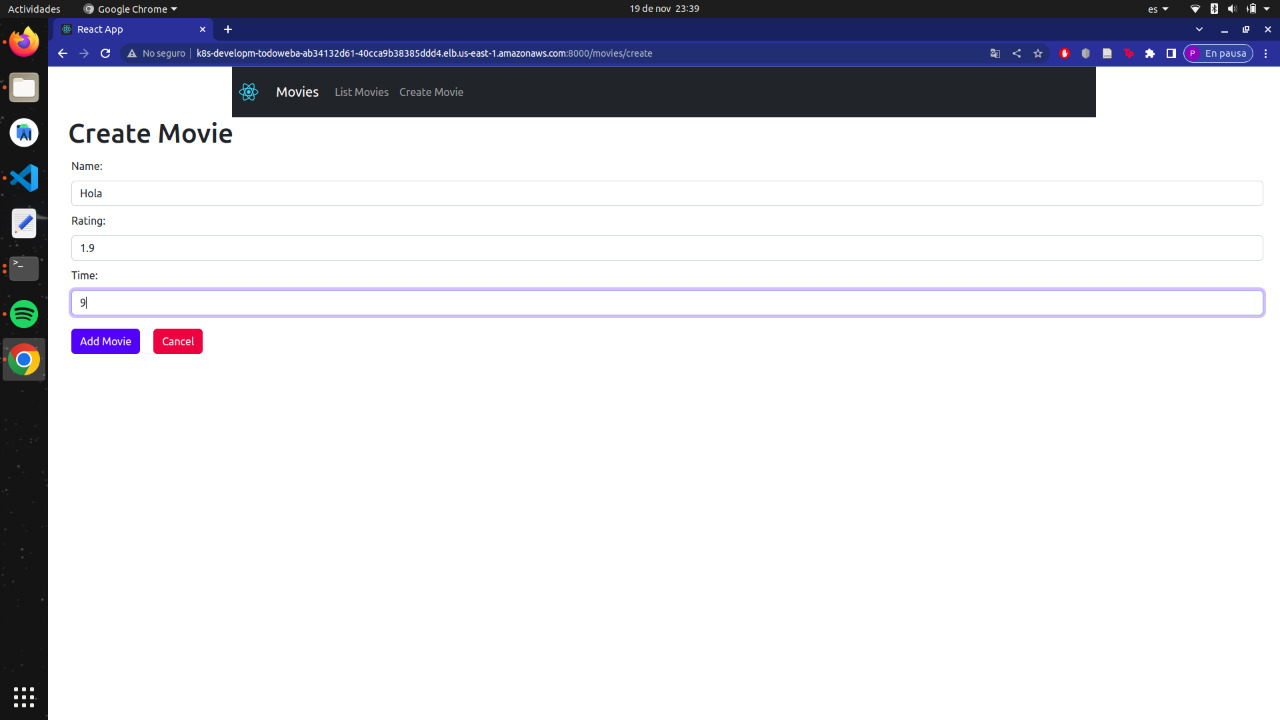 Actividades Google Chrome 19 de nov 23:39 es
React App
No seguro k8s-developm-todoweba-ab34132d61-40cca9b38385ddd4.elb.us-east-1.amazonaws.com:8000/movies/create P En pausa
Movies List Movies Create Movie
Create Movie
Name:
Hola
Rating:
1.9
Time:
9
Add Movie Cancel